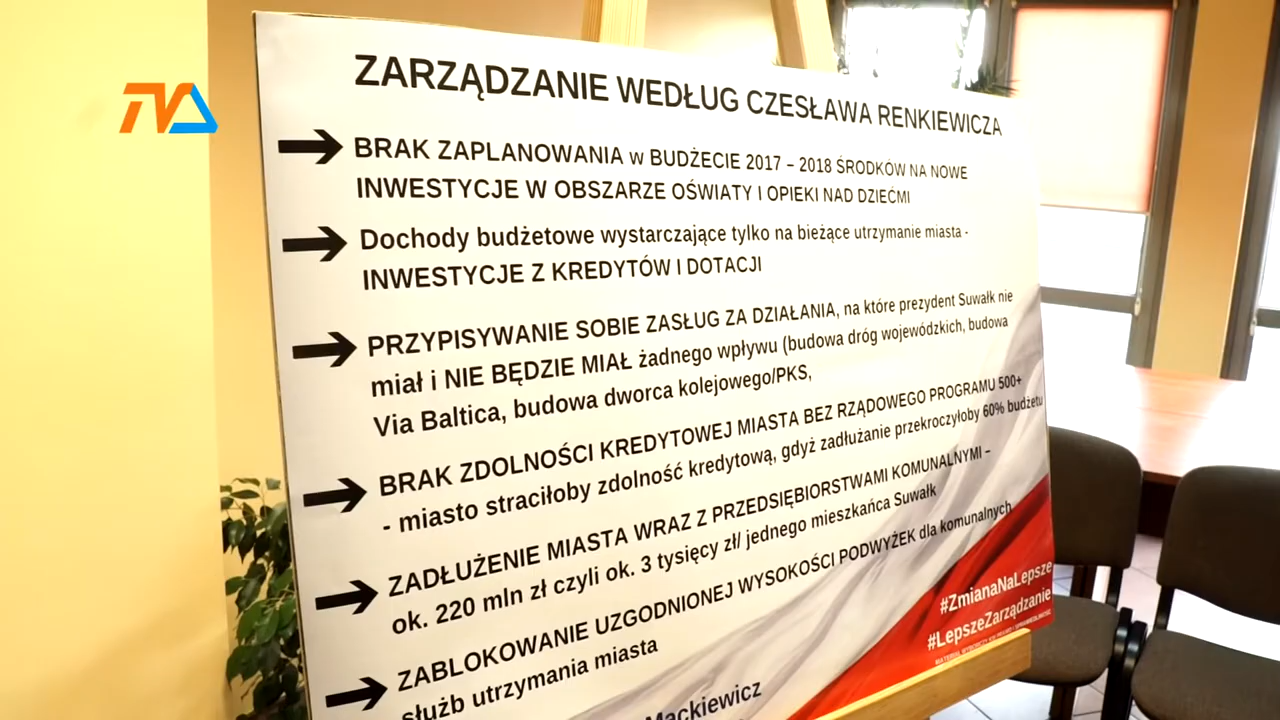 TVA
ZARZĄDZANIE WEDŁUG CZESŁAWA RENKIEWICZA
BRAK ZAPLANOWANIA w BUDŻECIE 2017 – 2018 ŚRODKÓW NA NOWE
INWESTYCJE W OBSZARZE OŚWIATY I OPIEKI NAD DZIEĆMI
Dochody budżetowe wystarczające tylko na bieżące utrzymanie miasta -
INWESTYCJE Z KREDYTÓW I DOTACJI
PRZYPISYWANIE SOBIE ZASŁUG ZA DZIAŁANIA, na które prezydent Suwałk nie
miał i NIE BĘDZIE MIAŁ żadnego wpływu (budowa dróg wojewódzkich, budowa
Via Baltica, budowa dworca kolejowego/PKS,
BRAK ZDOLNOŚCI KREDYTOWEJ MIASTA BEZ RZĄDOWEGO PROGRAMU 500+
- miasto straciłoby zdolność kredytową, gdyż zadłużanie przekroczyłoby 60% budżetu
ZADŁUŻENIE MIASTA WRAZ Z PRZEDSIĘBIORSTWAMI KOMUNALNYMI –
ok. 220 mln zł czyli ok. 3 tysięcy zł/ jednego mieszkańca Suwałk
ZABLOKOWANIE UZGODNIONEJ WYSOKOŚCI PODWYŻEK dla komunalnych
służb utrzymania miasta
#ZmianaNaLepsze
#LepszeZarządzanie
Mackiewicz